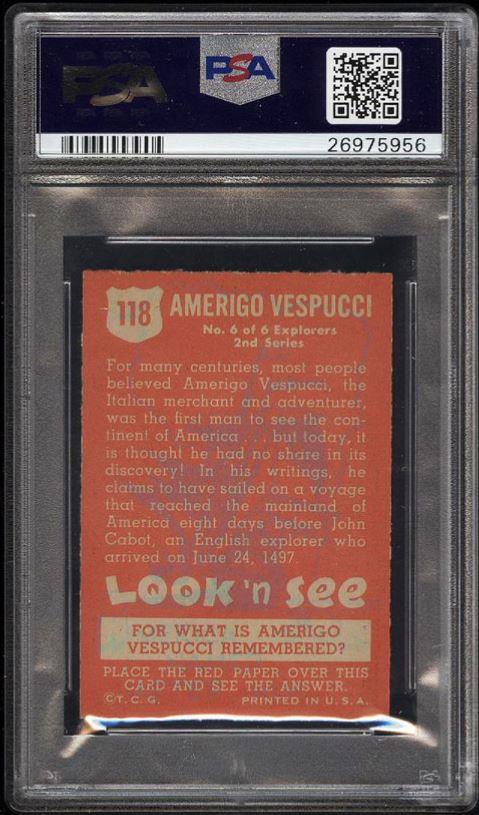 PSA
PSA
26975956
118
AMERIGO VESPUCCI
No. 6 of 6 Explorers
2nd Series
For many centuries, most people
believed Amerigo Vespucci, the
Italian merchant and adventurer,
was the first man to see the con-
tinent of America . . . but today, it
is thought he had no share in its
discovery! In his writings, he
claims to have sailed on a voyage
that reached the mainland of
America eight days before John
Cabot, an English explorer who
arrived on June 24, 1497.
LOOK 'n SEE
FOR WHAT IS AMERIGO
VESPUCCI REMEMBERED?
PLACE THE RED PAPER OVER THIS
CARD AND SEE THE ANSWER.
© T. C. G. PRINTED IN U. S. A.